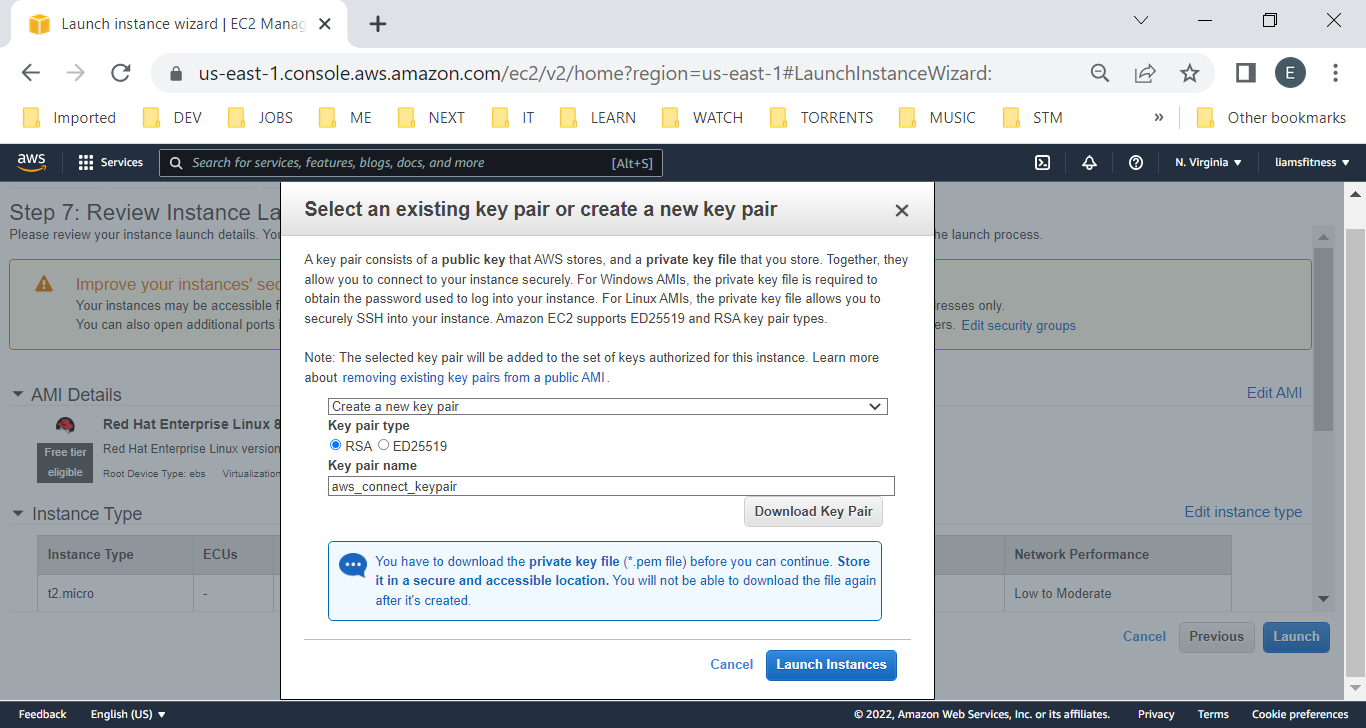 Launch instance wizard | EC2 Manag
us-east-1.console.aws.amazon.com/ec2/v2/home?region=us-east-1#LaunchInstanceWizard:
E
Imported DEV JOBS ME NEXT IT LEARN WATCH TORRENTS MUSIC STM » Other bookmarks
aws Services Search for services, features, blogs, docs, and more [Alt+S] N. Virginia liamsfitness
Step 7: Review Instance La
Please review your instance launch details. You he launch process.
Improve your instances' sec
Your instances may be accessible f dresses only.
You can also open additional ports i ers. Edit security groups
AMI Details Edit AMI
Red Hat Enterprise Linux 8
Free tier eligible
Red Hat Enterprise Linux version
Root Device Type: ebs Virtualization
Instance Type Edit instance type
Instance Type ECUs Network Performance
t2.micro - Low to Moderate
Cancel Previous Launch
Select an existing key pair or create a new key pair
A key pair consists of a public key that AWS stores, and a private key file that you store. Together, they
allow you to connect to your instance securely. For Windows AMIs, the private key file is required to
obtain the password used to log into your instance. For Linux AMIs, the private key file allows you to
securely SSH into your instance. Amazon EC2 supports ED25519 and RSA key pair types.
Note: The selected key pair will be added to the set of keys authorized for this instance. Learn more
about removing existing key pairs from a public AMI.
Create a new key pair
Key pair type
RSA ED25519
Key pair name
aws_connect_keypair
Download Key Pair
You have to download the private key file (*.pem file) before you can continue. Store
it in a secure and accessible location. You will not be able to download the file again
after it's created.
Cancel Launch Instances
Feedback English (US) © 2022, Amazon Web Services, Inc. or its affiliates. Privacy Terms Cookie preferences